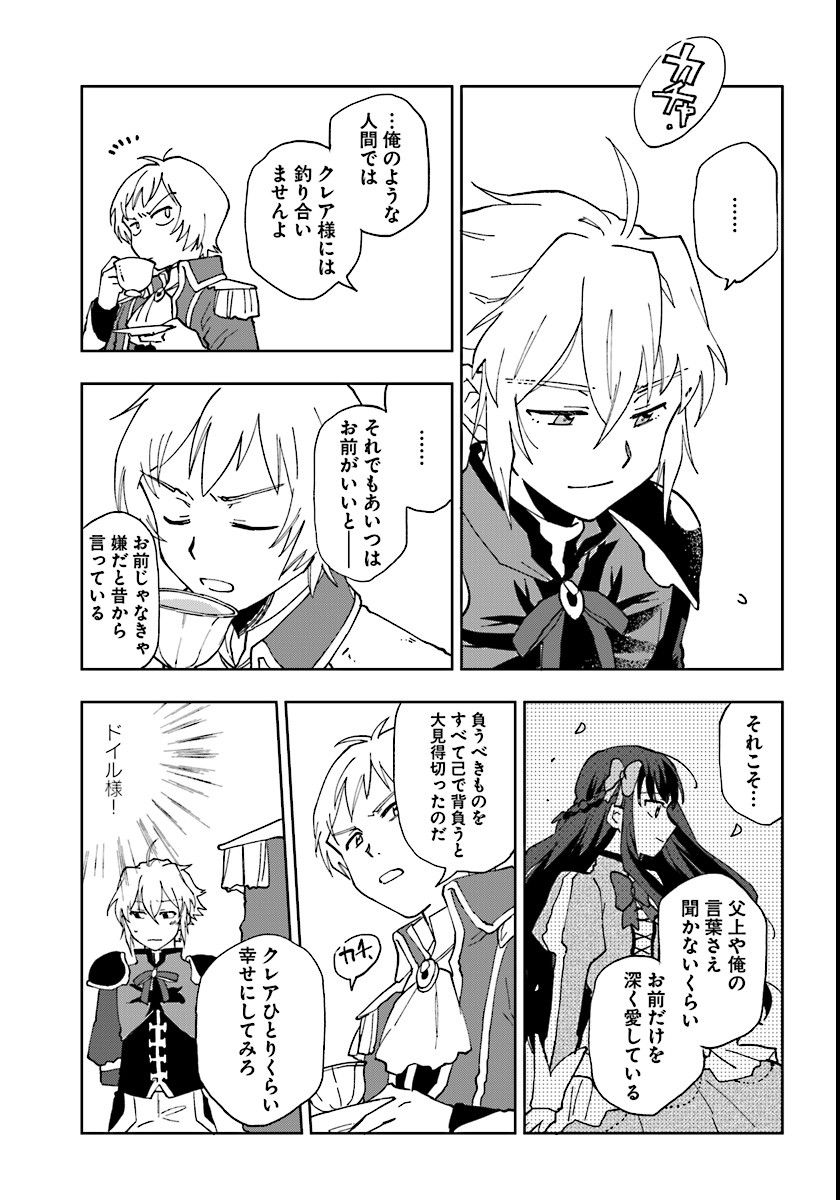 カチャ。
……
…俺のような
人間では
クレア様には
釣り合い
ませんよ
……
それでもあいつは
お前がいいと――
お前じゃなきゃ
嫌だと昔から
言っている
それこそ…
父上や俺の
言葉さえ
聞かないくらい
お前だけを
深く愛している
負うべきものを
すべて己で背負うと
大見得切ったのだ
カチ、
クレアひとりくらい
幸せにしてみろ
ドイル様!